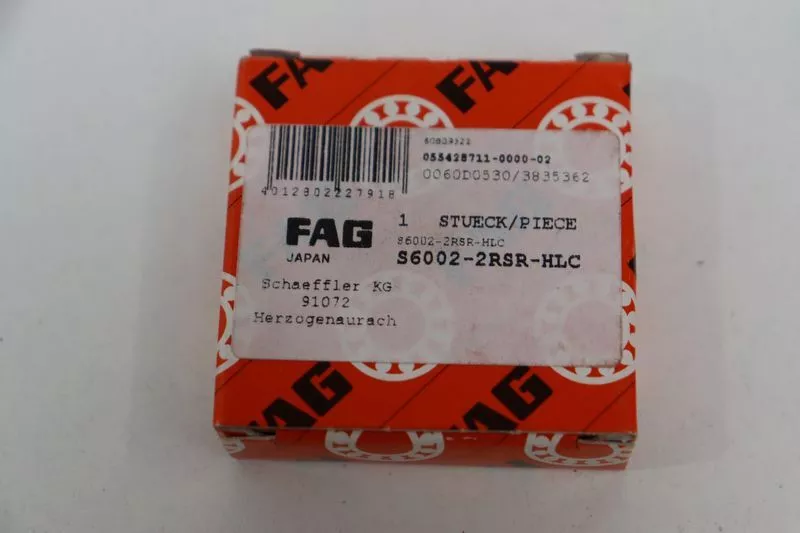 FAG
FAG
60809322
055428711-0000-02
0060D0530/3835362
4012802227918
1 STUECK/PIECE
FAG
S6002-2RSR-HLC
JAPAN
S6002-2RSR-HLC
Schaeffler KG
91072
Herzogenaurach
FAG
FAG